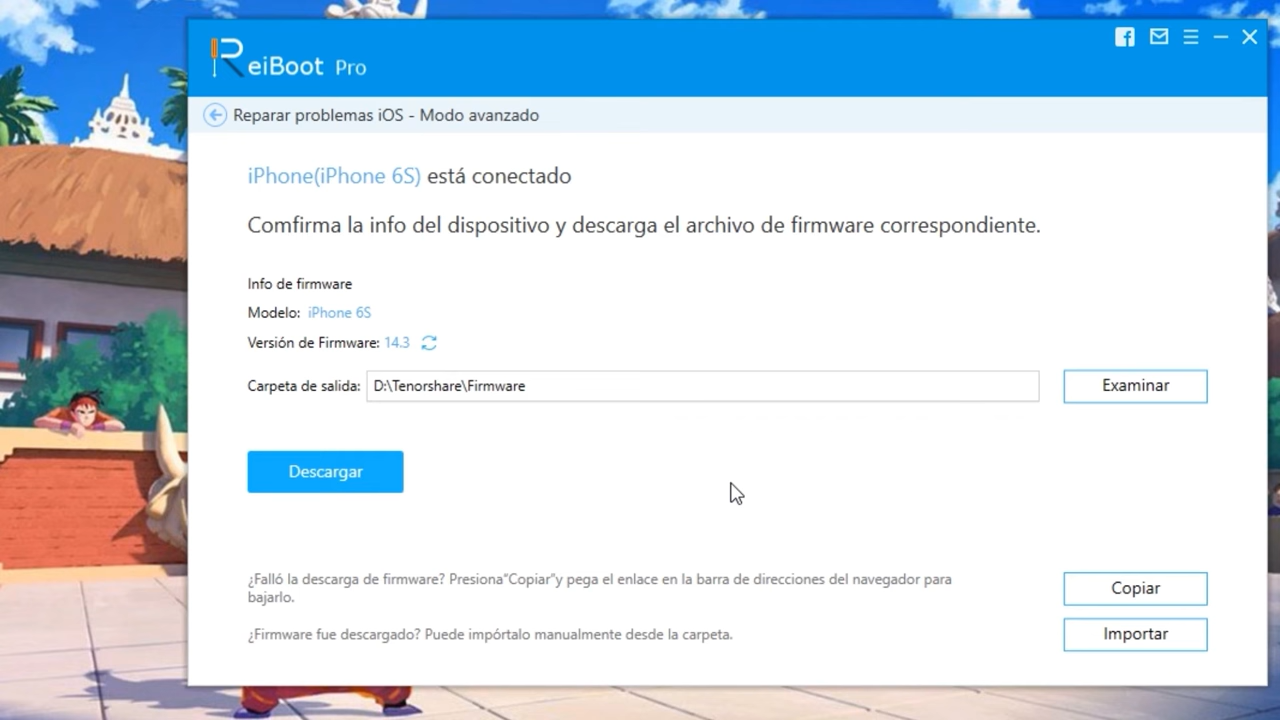 ReiBoot Pro
Reparar problemas iOS - Modo avanzado
iPhone(iPhone 6S) está conectado
Comfirma la info del dispositivo y descarga el archivo de firmware correspondiente.
Info de firmware
Modelo: iPhone 6S
Versión de Firmware: 14.3
Carpeta de salida: D:\Tenorshare\Firmware Examinar
Descargar
¿Falló la descarga de firmware? Presiona"Copiar"y pega el enlace en la barra de direcciones del navegador para
bajarlo.
Copiar
¿Firmware fue descargado? Puede impórtalo manualmente desde la carpeta.
Importar